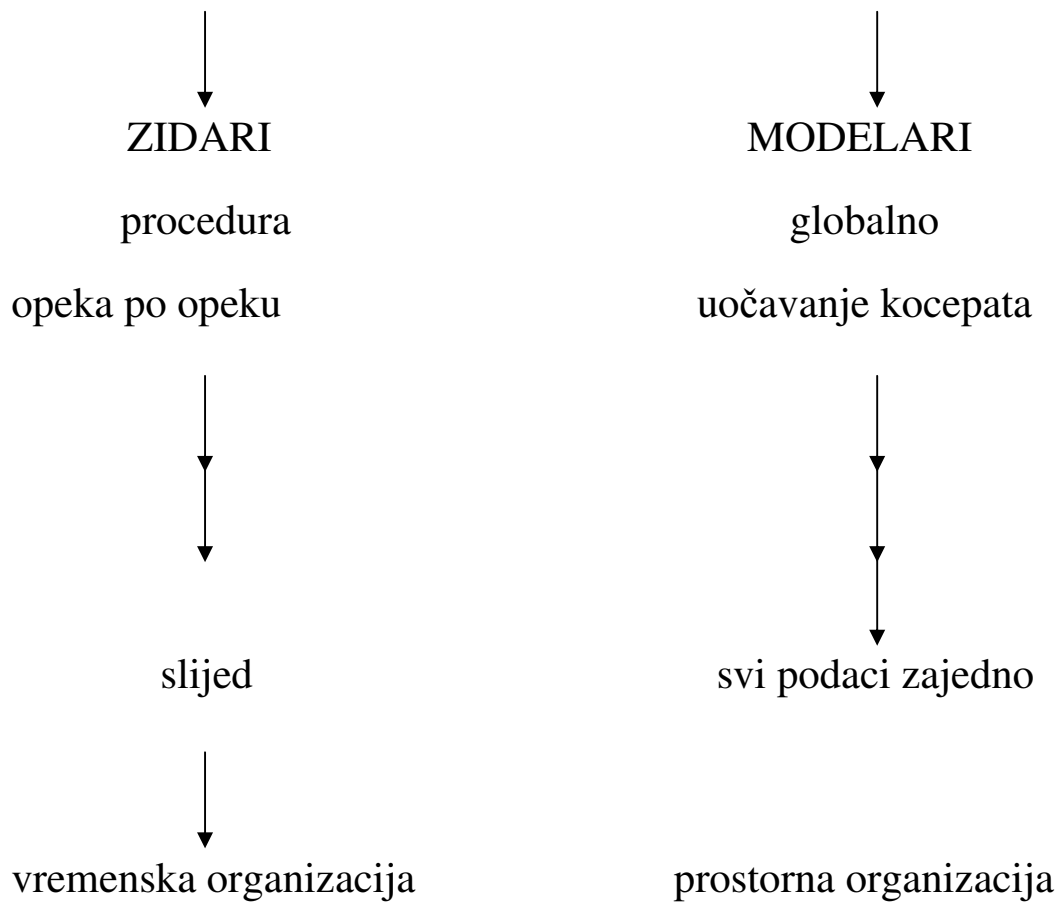 ZIDARI
procedura
opeka po opeku
slijed
vremenska organizacija
MODELARI
globalno
uočavanje kocepata
svi podaci zajedno
prostorna organizacija